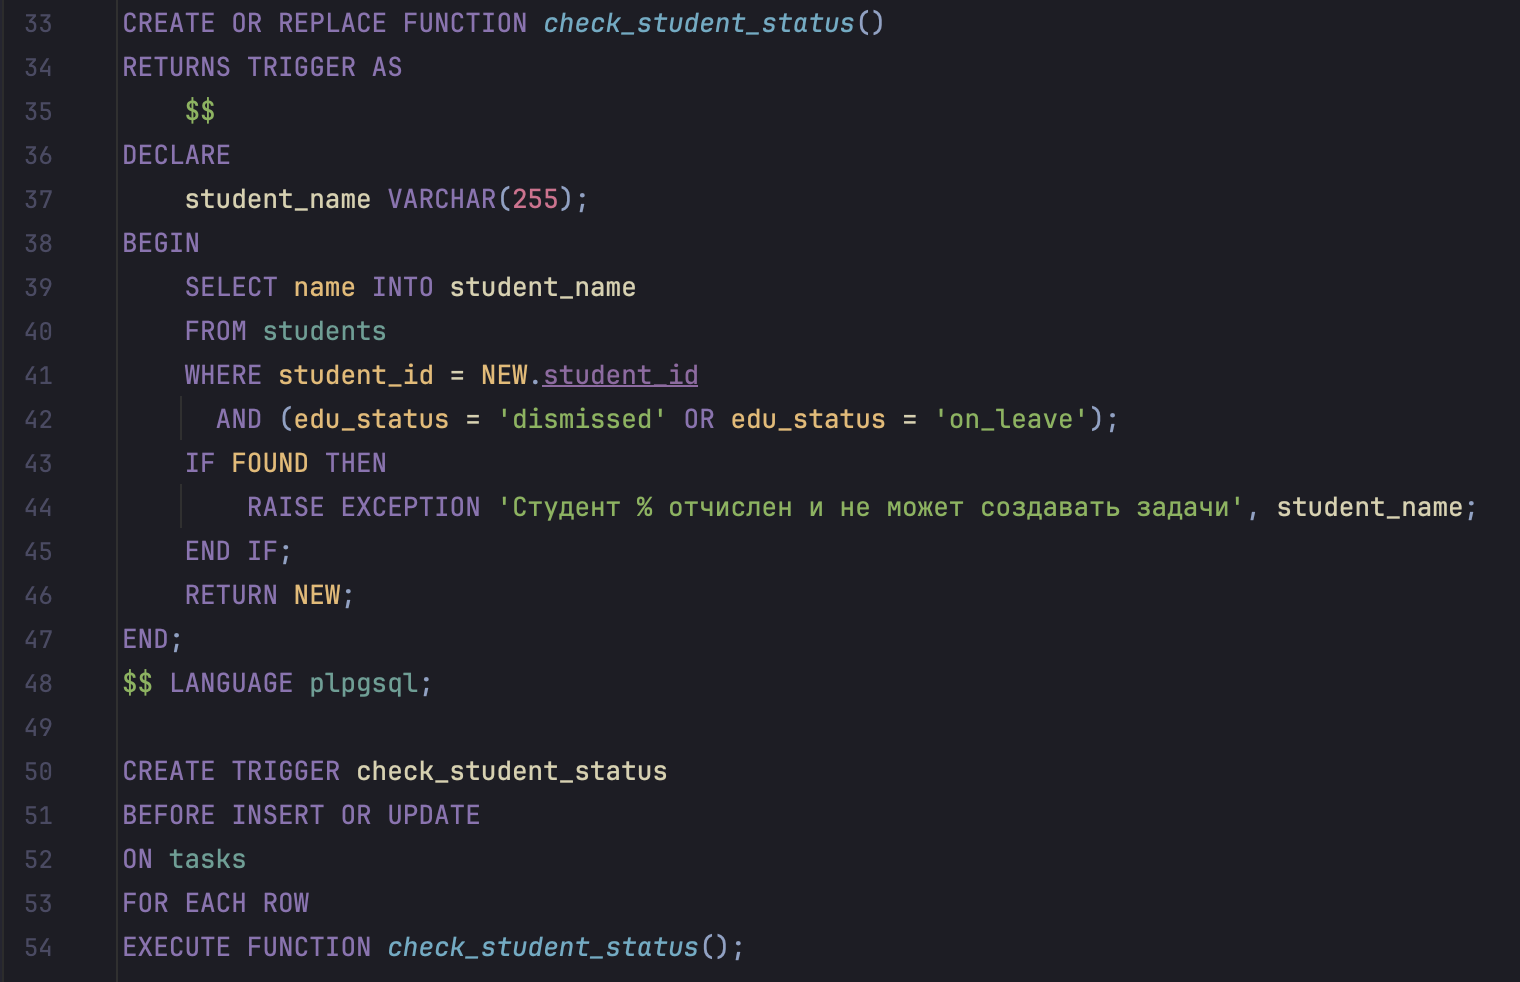 33 CREATE OR REPLACE FUNCTION check_student_status()
34 RETURNS TRIGGER AS
35     $$
36 DECLARE
37     student_name VARCHAR(255);
38 BEGIN
39     SELECT name INTO student_name
40     FROM students
41     WHERE student_id = NEW.student_id
42       AND (edu_status = 'dismissed' OR edu_status = 'on_leave');
43     IF FOUND THEN
44         RAISE EXCEPTION 'Студент % отчислен и не может создавать задачи', student_name;
45     END IF;
46     RETURN NEW;
47 END;
48 $$ LANGUAGE plpgsql;
49
50 CREATE TRIGGER check_student_status
51 BEFORE INSERT OR UPDATE
52 ON tasks
53 FOR EACH ROW
54 EXECUTE FUNCTION check_student_status();